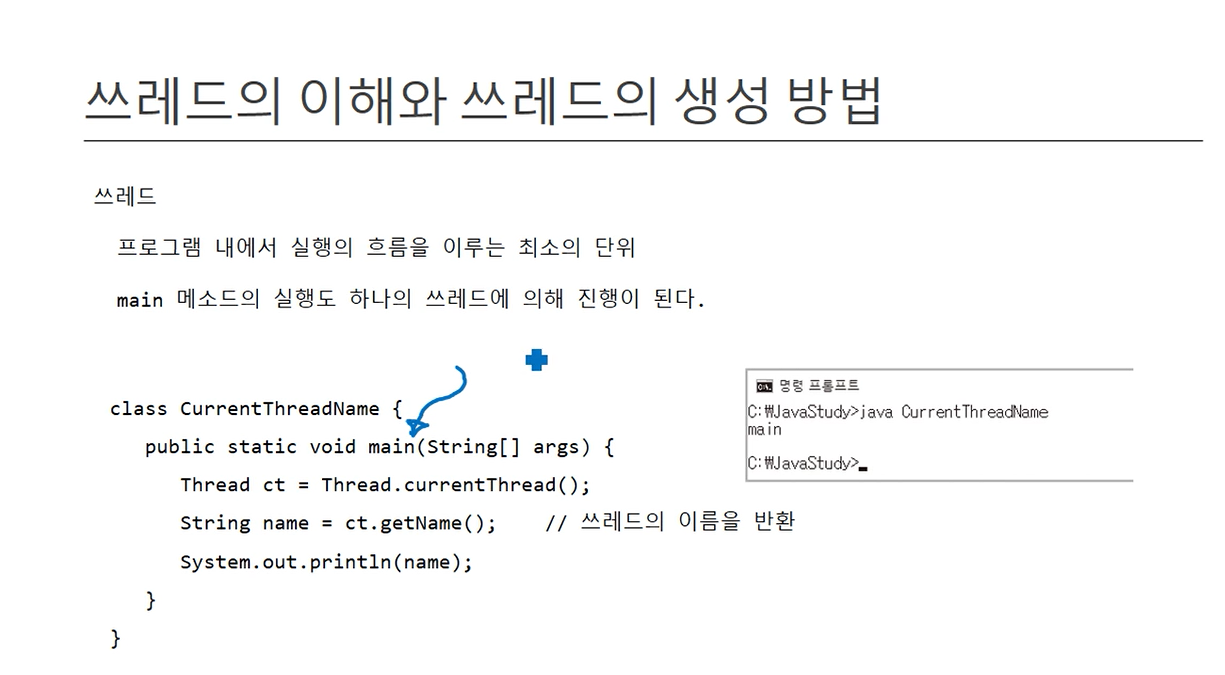 쓰레드의 이해와 쓰레드의 생성 방법
쓰레드
프로그램 내에서 실행의 흐름을 이루는 최소의 단위
main 메소드의 실행도 하나의 쓰레드에 의해 진행이 된다.
class CurrentThreadName {
public static void main(String[] args) {
Thread ct = Thread.currentThread();
String name = ct.getName(); // 쓰레드의 이름을 반환
System.out.println(name);
}
}
명령 프롬프트
C:₩JavaStudy>java CurrentThreadName
main
C:₩JavaStudy>